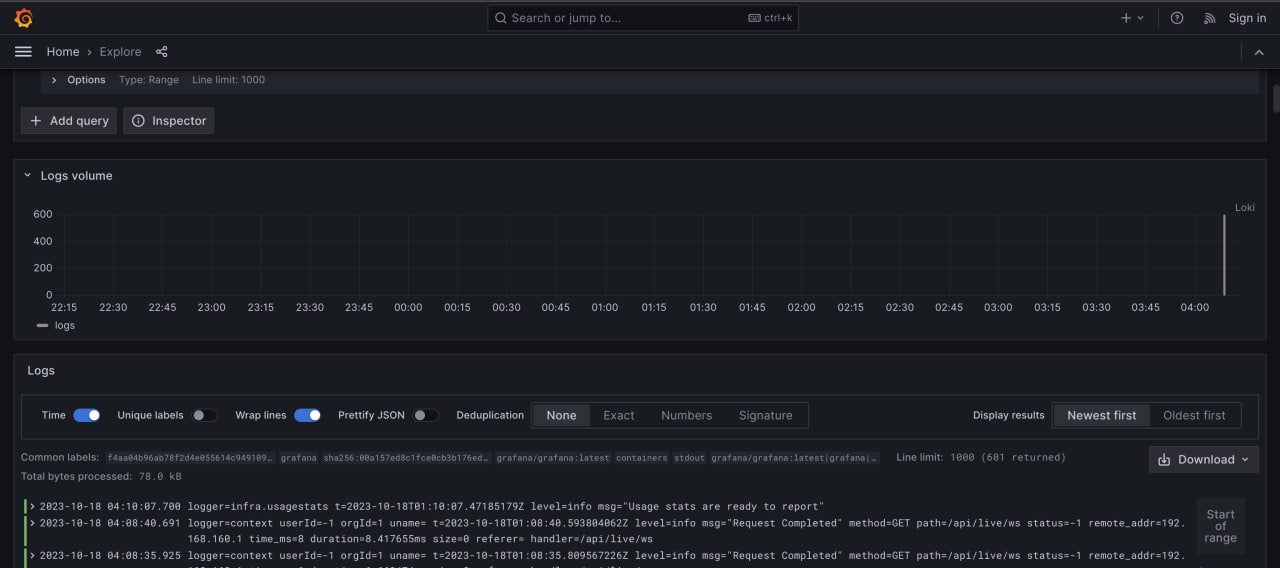 Search or jump to... ctrl+k Sign in
Home › Explore
Options Type: Range Line limit: 1000
+ Add query Inspector
Logs volume
Loki
600
400
200
0
22:15 22:30 22:45 23:00 23:15 23:30 23:45 00:00 00:15 00:30 00:45 01:00 01:15 01:30 01:45 02:00 02:15 02:30 02:45 03:00 03:15 03:30 03:45 04:00
logs
Logs
Time Unique labels Wrap lines Prettify JSON Deduplication None Exact Numbers Signature Display results Newest first Oldest first
Common labels: f4aa04b96ab78f2d4e055614c949109… grafana sha256:00a157ed8c1fce0cb3b176ed… grafana/grafana:latest containers stdout grafana/grafana:latest|grafana|… Line limit: 1000 (601 returned)
Download
Total bytes processed: 78.0 kB
2023-10-18 04:10:07.700 logger=infra.usagestats t=2023-10-18T01:10:07.47185179Z level=info msg="Usage stats are ready to report"
2023-10-18 04:08:40.691 logger=context userId=-1 orgId=1 uname= t=2023-10-18T01:08:40.593804062Z level=info msg="Request Completed" method=GET path=/api/live/ws status=-1 remote_addr=192.
168.160.1 time_ms=8 duration=8.417655ms size=0 referer= handler=/api/live/ws
2023-10-18 04:08:35.925 logger=context userId=-1 orgId=1 uname= t=2023-10-18T01:08:35.809567226Z level=info msg="Request Completed" method=GET path=/api/live/ws status=-1 remote_addr=192.
Start
of
range